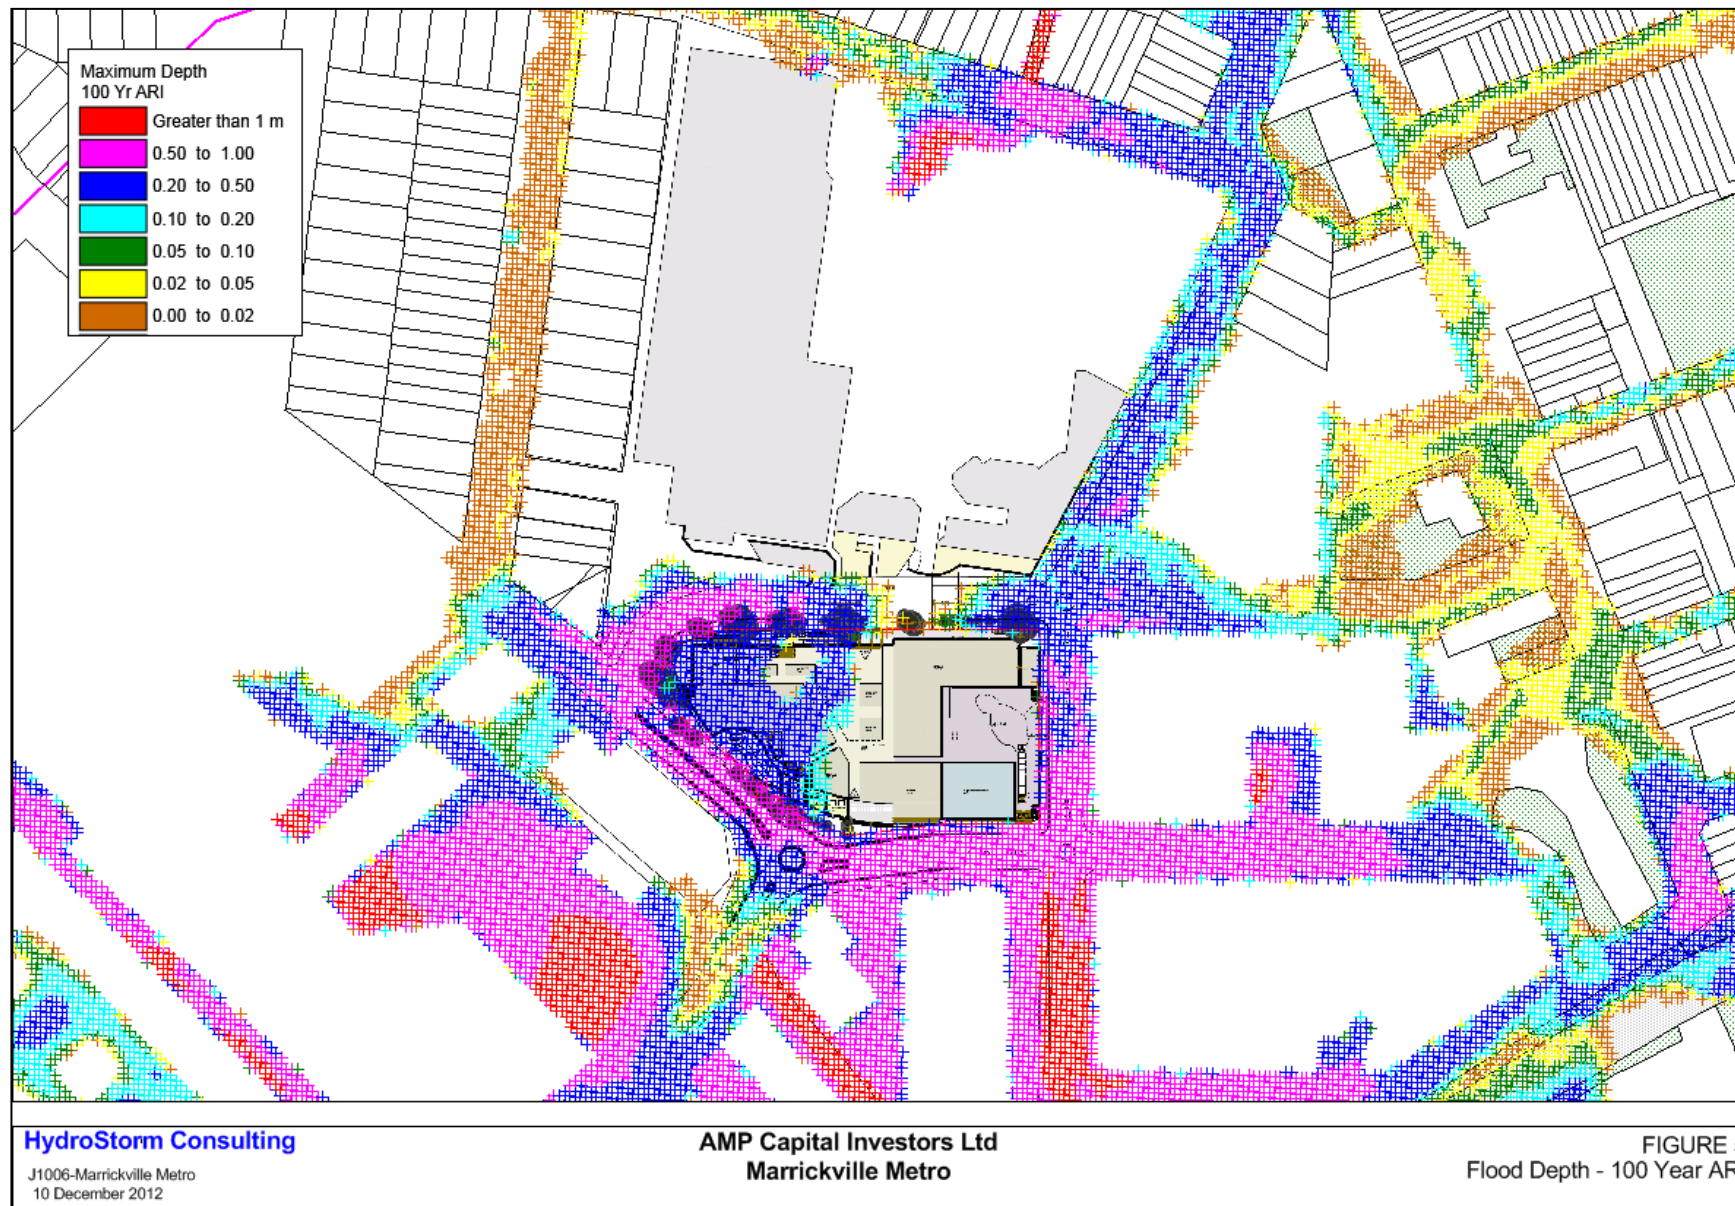 Maximum Depth
100 Yr ARI
Greater than 1 m
0.50 to 1.00
0.20 to 0.50
0.10 to 0.20
0.05 to 0.10
0.02 to 0.05
0.00 to 0.02
HydroStorm Consulting
J1006-Marrickville Metro
10 December 2012
AMP Capital Investors Ltd
Marrickville Metro
FIGURE
Flood Depth - 100 Year AR